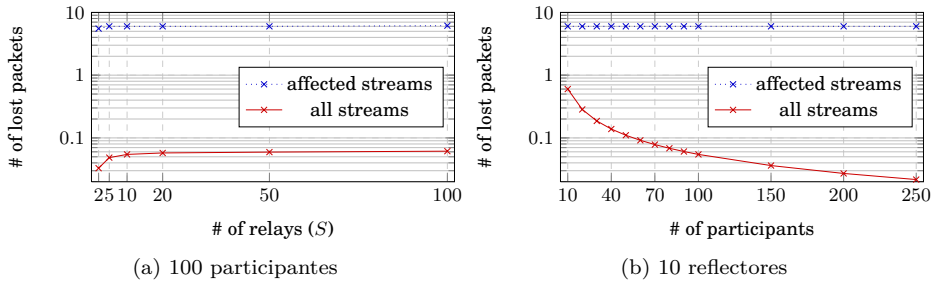 # of lost packets
10
1
0.1
affected streams
all streams
2 5 10 20 50 100
# of relays (S)
(a) 100 participantes
# of lost packets
10
1
0.1
affected streams
all streams
10 40 70 100 150 200 250
# of participants
(b) 10 reflectores